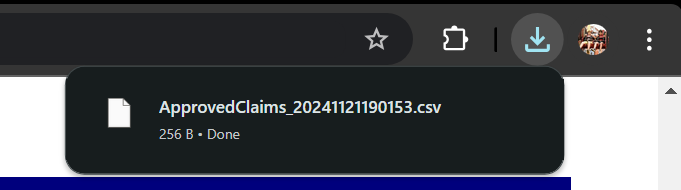 ApprovedClaims_20241121190153.csv
256 B • Done